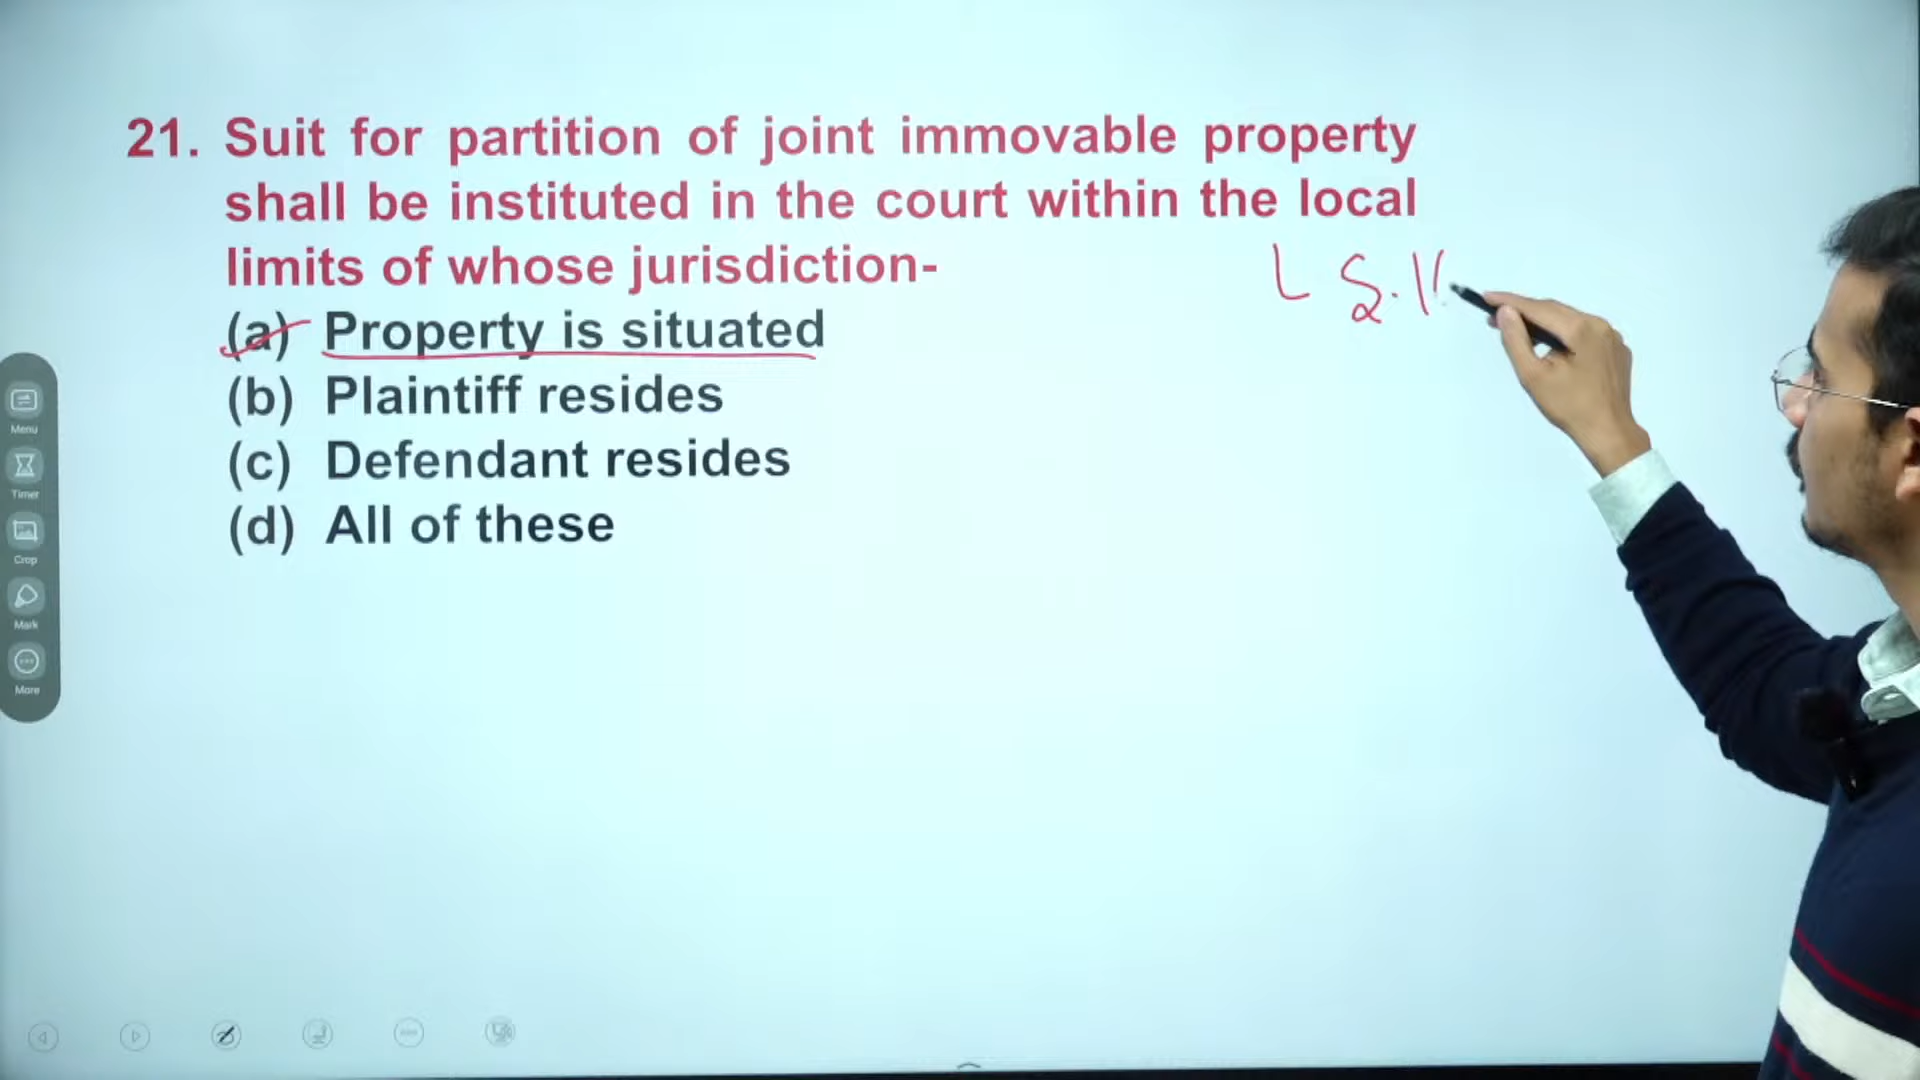 21. Suit for partition of joint immovable property
shall be instituted in the court within the local
limits of whose jurisdiction-
(a) Property is situated
(b) Plaintiff resides
(c) Defendant resides
(d) All of these
Menu
Timer
Crop
Mark
More